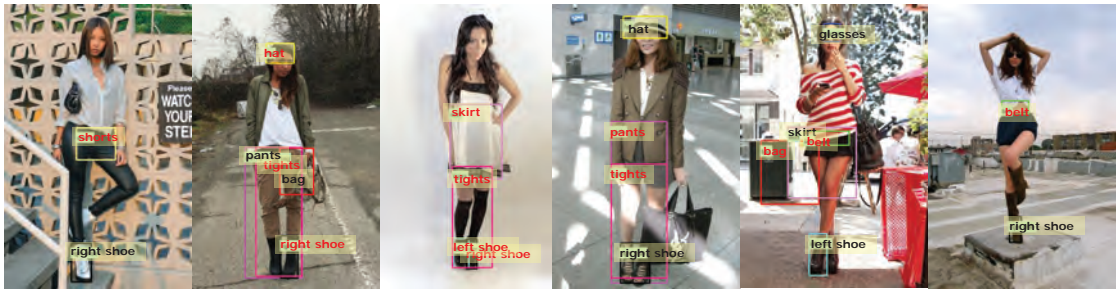 shorts
right shoe
Please
WATC
YOUR
STE
hat
pants
tights
bag
right shoe
skirt
tights
left shoe
right shoe
hat
pants
tights
right shoe
glasses
skirt
belt
bag
left shoe
belt
right shoe